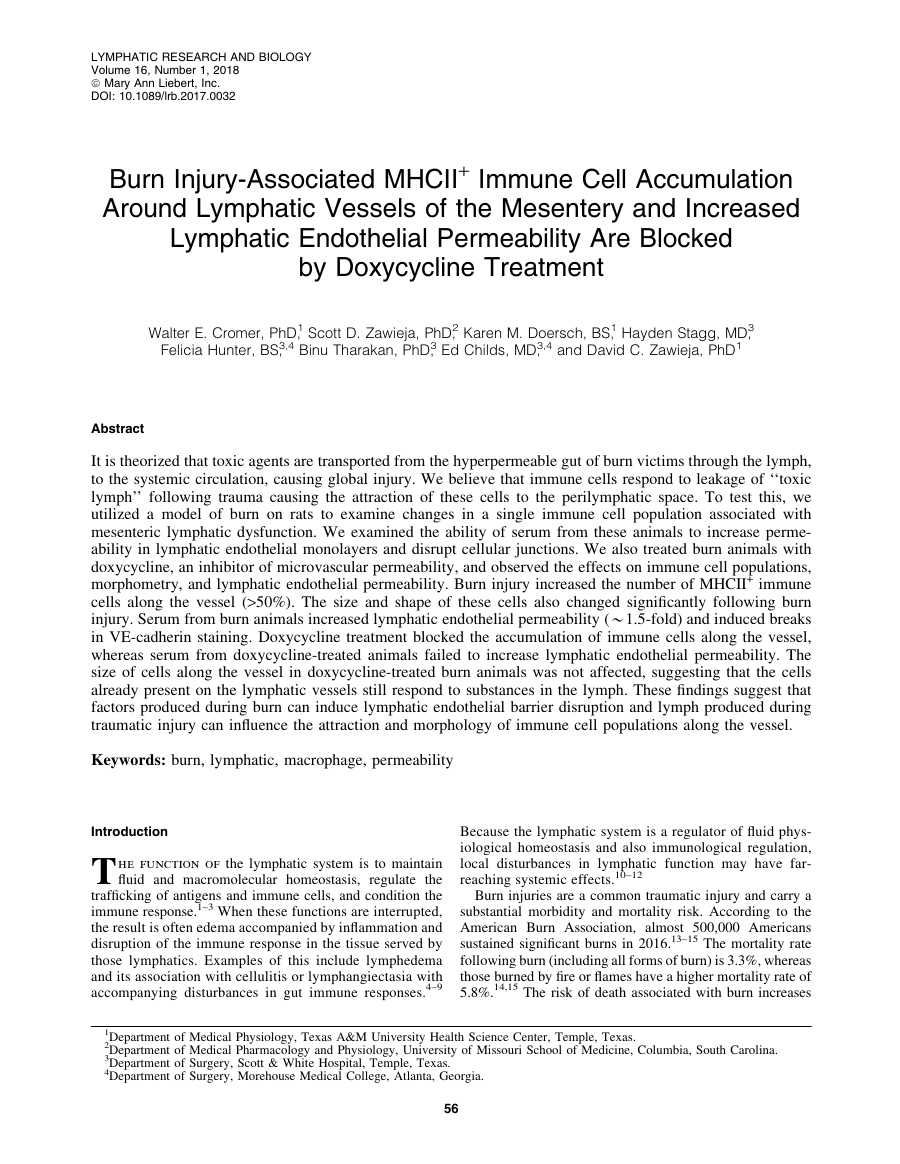 LYMPHATIC RESEARCH AND BIOLOGY
Volume 16, Number 1, 2018
© Mary Ann Liebert, Inc.
DOI: 10.1089/lrb.2017.0032
Burn Injury-Associated MHCII+ Immune Cell Accumulation
Around Lymphatic Vessels of the Mesentery and Increased
Lymphatic Endothelial Permeability Are Blocked
by Doxycycline Treatment
Walter E. Cromer, PhD,1 Scott D. Zawieja, PhD,2 Karen M. Doersch, BS,1 Hayden Stagg, MD,3
Felicia Hunter, BS,3,4 Binu Tharakan, PhD,3 Ed Childs, MD,3,4 and David C. Zawieja, PhD1
Abstract
It is theorized that toxic agents are transported from the hyperpermeable gut of burn victims through the lymph,
to the systemic circulation, causing global injury. We believe that immune cells respond to leakage of ‘‘toxic
lymph’’ following trauma causing the attraction of these cells to the perilymphatic space. To test this, we
utilized a model of burn on rats to examine changes in a single immune cell population associated with
mesenteric lymphatic dysfunction. We examined the ability of serum from these animals to increase perme-
ability in lymphatic endothelial monolayers and disrupt cellular junctions. We also treated burn animals with
doxycycline, an inhibitor of microvascular permeability, and observed the effects on immune cell populations,
morphometry, and lymphatic endothelial permeability. Burn injury increased the number of MHCII+ immune
cells along the vessel (>50%). The size and shape of these cells also changed significantly following burn
injury. Serum from burn animals increased lymphatic endothelial permeability (~1.5-fold) and induced breaks
in VE-cadherin staining. Doxycycline treatment blocked the accumulation of immune cells along the vessel,
whereas serum from doxycycline-treated animals failed to increase lymphatic endothelial permeability. The
size of cells along the vessel in doxycycline-treated burn animals was not affected, suggesting that the cells
already present on the lymphatic vessels still respond to substances in the lymph. These findings suggest that
factors produced during burn can induce lymphatic endothelial barrier disruption and lymph produced during
traumatic injury can influence the attraction and morphology of immune cell populations along the vessel.
Keywords: burn, lymphatic, macrophage, permeability
Introduction
THE FUNCTION OF the lymphatic system is to maintain
fluid and macromolecular homeostasis, regulate the
trafficking of antigens and immune cells, and condition the
immune response.1–3 When these functions are interrupted,
the result is often edema accompanied by inflammation and
disruption of the immune response in the tissue served by
those lymphatics. Examples of this include lymphedema
and its association with cellulitis or lymphangiectasia with
accompanying disturbances in gut immune responses.4–9
Because the lymphatic system is a regulator of fluid phys-
iological homeostasis and also immunological regulation,
local disturbances in lymphatic function may have far-
reaching systemic effects.10–12
Burn injuries are a common traumatic injury and carry a
substantial morbidity and mortality risk. According to the
American Burn Association, almost 500,000 Americans
sustained significant burns in 2016.13–15 The mortality rate
following burn (including all forms of burn) is 3.3%, whereas
those burned by fire or flames have a higher mortality rate of
5.8%.14,15 The risk of death associated with burn increases
1Department of Medical Physiology, Texas A&M University Health Science Center, Temple, Texas.
2Department of Medical Pharmacology and Physiology, University of Missouri School of Medicine, Columbia, South Carolina.
3Department of Surgery, Scott & White Hospital, Temple, Texas.
4Department of Surgery, Morehouse Medical College, Atlanta, Georgia.
56